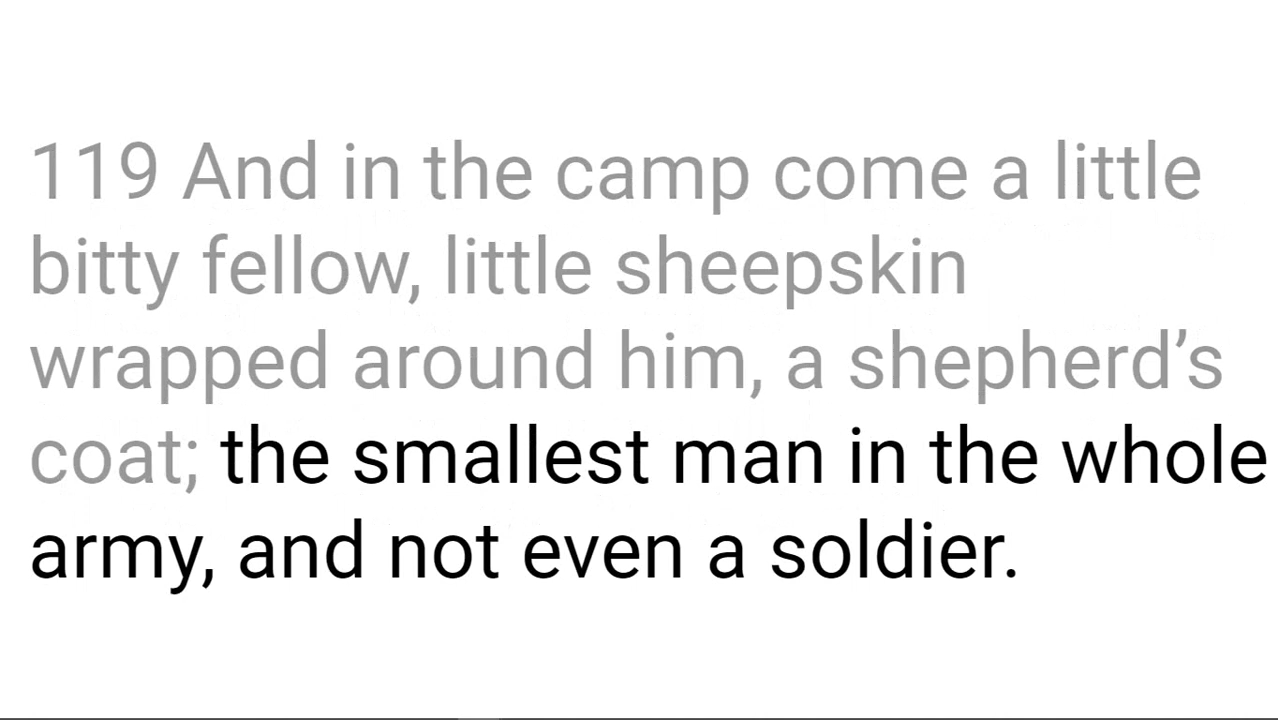 119 And in the camp come a little
bitty fellow, little sheepskin
wrapped around him, a shepherd’s
coat; the smallest man in the whole
army, and not even a soldier.